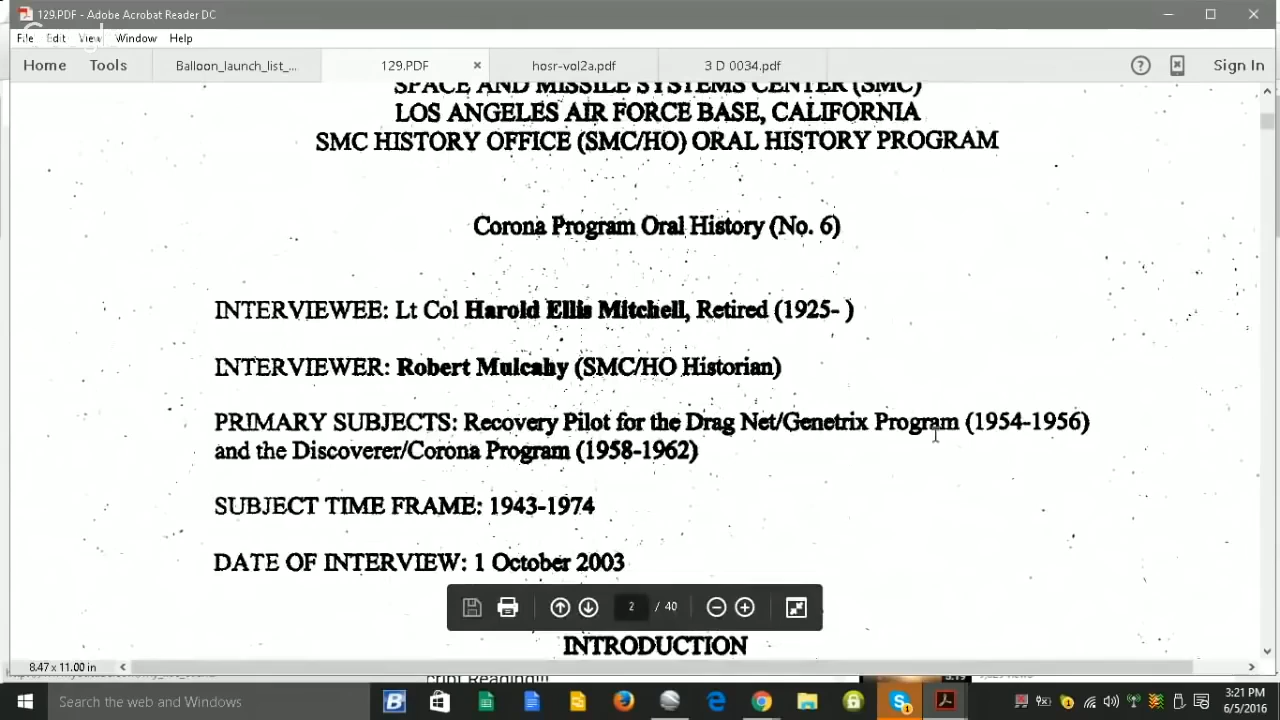 129.PDF - Adobe Acrobat Reader DC
Google
File Edit View Window Help
Home Tools Balloon_launch_list_... 129.PDF × hosr-vol2a.pdf 3 D 0034.pdf Sign In
SPACE AND MISSILE SYSTEMS CENTER (SMC)
LOS ANGELES AIR FORCE BASE, CALIFORNIA
SMC HISTORY OFFICE (SMC/HO) ORAL HISTORY PROGRAM
Corona Program Oral History (No. 6)
INTERVIEWEE: Lt Col Harold Ellis Mitchell, Retired (1925- )
INTERVIEWER: Robert Mulcahy (SMC/HO Historian)
PRIMARY SUBJECTS: Recovery Pilot for the Drag Net/Genetrix Program (1954-1956)
and the Discoverer/Corona Program (1958-1962)
SUBJECT TIME FRAME: 1943-1974
DATE OF INTERVIEW: 1 October 2003
2 / 40
INTRODUCTION
8.47 x 11.00 in
script Reading!!!
5:19
Search the web and Windows
3:21 PM
6/5/2016